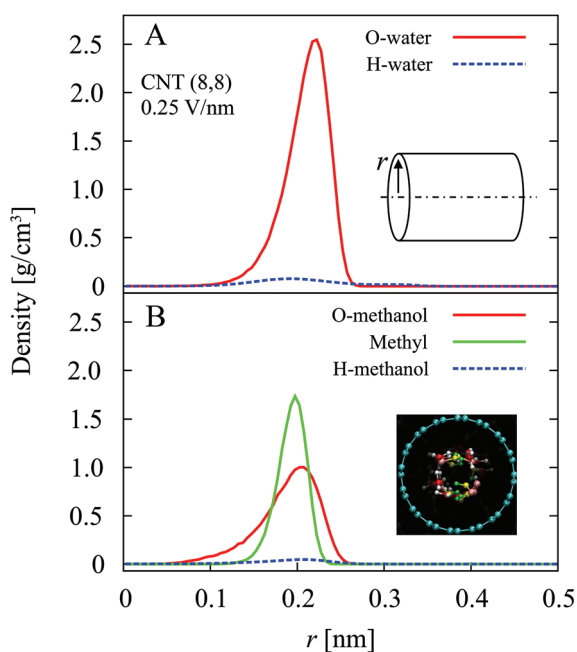 A
O-water
H-water
CNT (8,8)
0.25 V/nm
r
2.5
2.0
1.5
1.0
0.5
0
B
O-methanol
Methyl
H-methanol
2.5
2.0
1.5
1.0
0.5
0
Density [g/cm³]
0 0.1 0.2 0.3 0.4 0.5
r [nm]